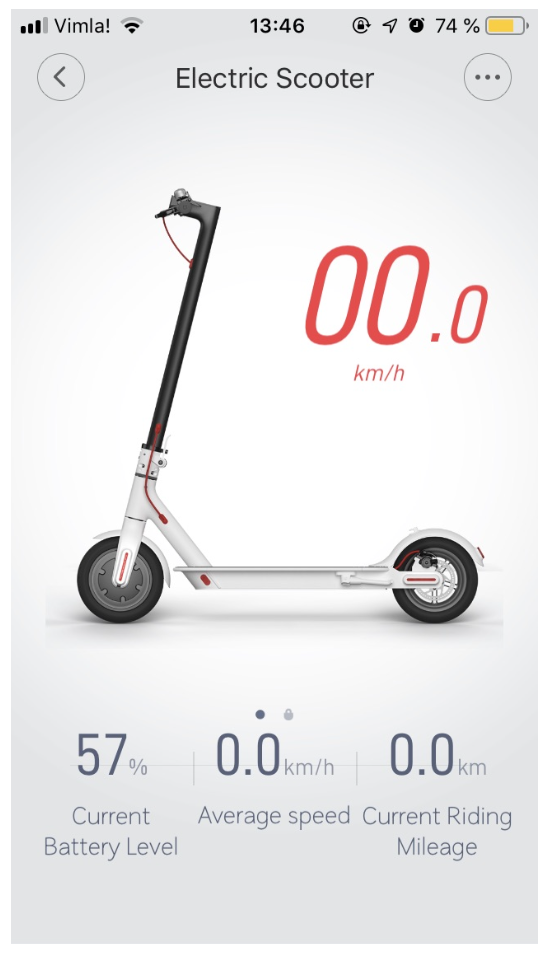 Vimla! 13:46 74 %
Electric Scooter
00.0
km/h
57% 0.0km/h 0.0km
Current Battery Level
Average speed
Current Riding Mileage